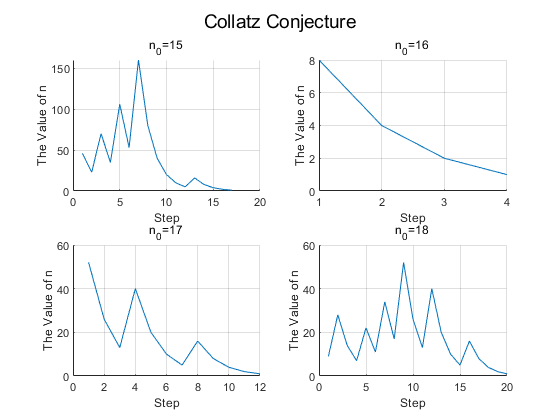 Collatz Conjecture
n0=15
The Value of n
150
100
50
0
0 5 10 15 20
Step
n0=16
The Value of n
8
6
4
2
0
1 2 3 4
Step
n0=17
The Value of n
60
40
20
0
0 2 4 6 8 10 12
Step
n0=18
The Value of n
60
40
20
0
0 5 10 15 20
Step